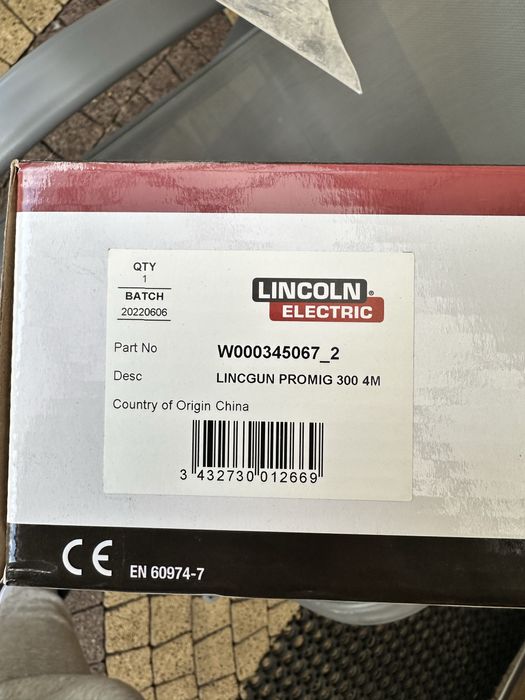 QTY
1
BATCH
20220606
LINCOLN®
ELECTRIC
Part No W000345067_2
Desc LINCGUN PROMIG 300 4M
Country of Origin China
3 432730 012669
CE EN 60974-7